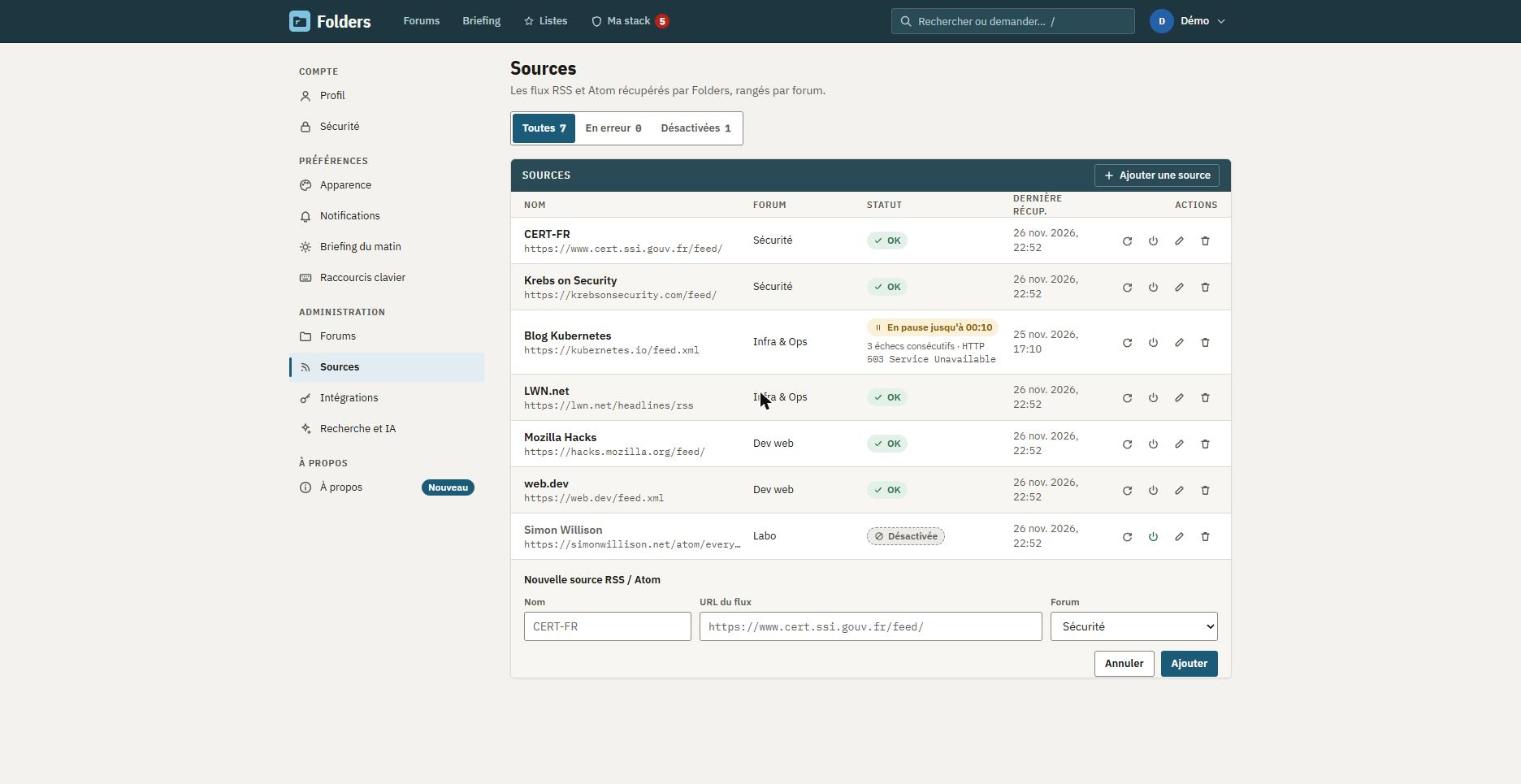 Folders
Forums
Briefing
Listes
Ma stack 5
Rechercher ou demander... /
D
Démo
COMPTE
Profil
Sécurité
PRÉFÉRENCES
Apparence
Notifications
Briefing du matin
Raccourcis clavier
ADMINISTRATION
Forums
Sources
Intégrations
Recherche et IA
À PROPOS
À propos Nouveau
Sources
Les flux RSS et Atom récupérés par Folders, rangés par forum.
Toutes 7 En erreur 0 Désactivées 1
SOURCES
+ Ajouter une source
NOM FORUM STATUT DERNIÈRE RÉCUP. ACTIONS
CERT-FR
https://www.cert.ssi.gouv.fr/feed/
Sécurité
OK
26 nov. 2026,
22:52
Krebs on Security
https://krebsonsecurity.com/feed/
Sécurité
OK
26 nov. 2026,
22:52
Blog Kubernetes
https://kubernetes.io/feed.xml
Infra & Ops
En pause jusqu'à 00:10
3 échecs consécutifs · HTTP
503 Service Unavailable
25 nov. 2026,
17:10
LWN.net
https://lwn.net/headlines/rss
Infra & Ops
OK
26 nov. 2026,
22:52
Mozilla Hacks
https://hacks.mozilla.org/feed/
Dev web
OK
26 nov. 2026,
22:52
web.dev
https://web.dev/feed.xml
Dev web
OK
26 nov. 2026,
22:52
Simon Willison
https://simonwillison.net/atom/every…
Labo
Désactivée
26 nov. 2026,
22:52
Nouvelle source RSS / Atom
Nom
CERT-FR
URL du flux
https://www.cert.ssi.gouv.fr/feed/
Forum
Sécurité
Annuler
Ajouter